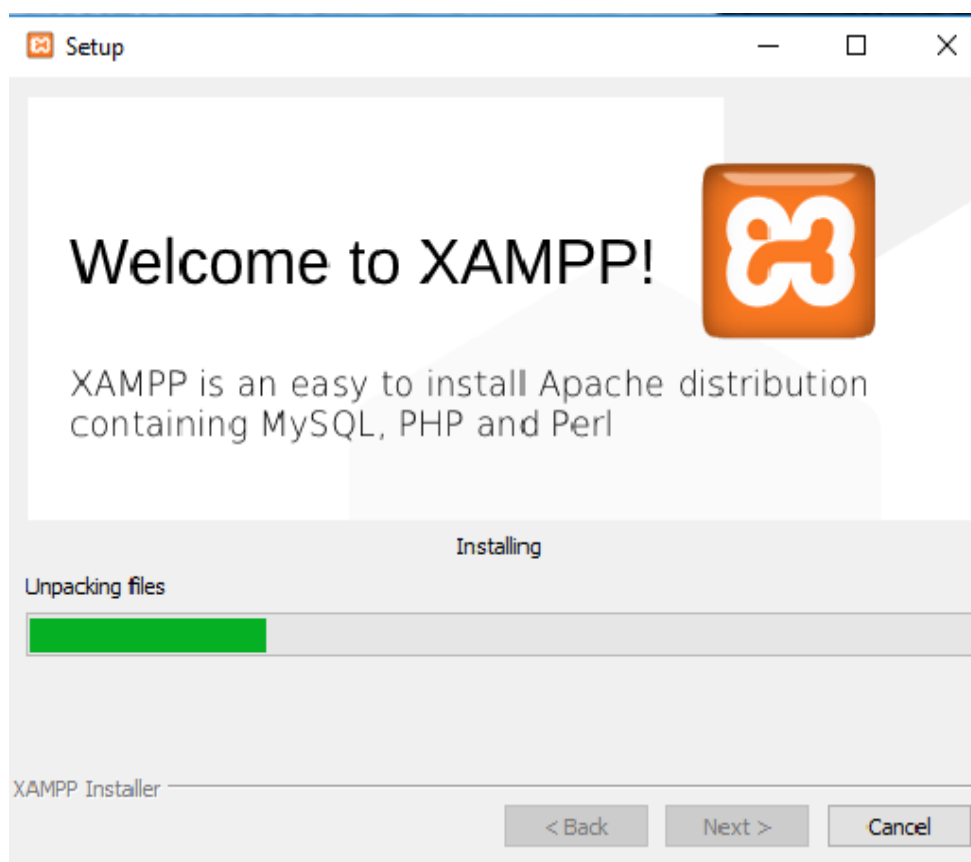 Setup
Welcome to XAMPP!
XAMPP is an easy to install Apache distribution
containing MySQL, PHP and Perl
Installing
Unpacking files
XAMPP Installer
< Back Next > Cancel